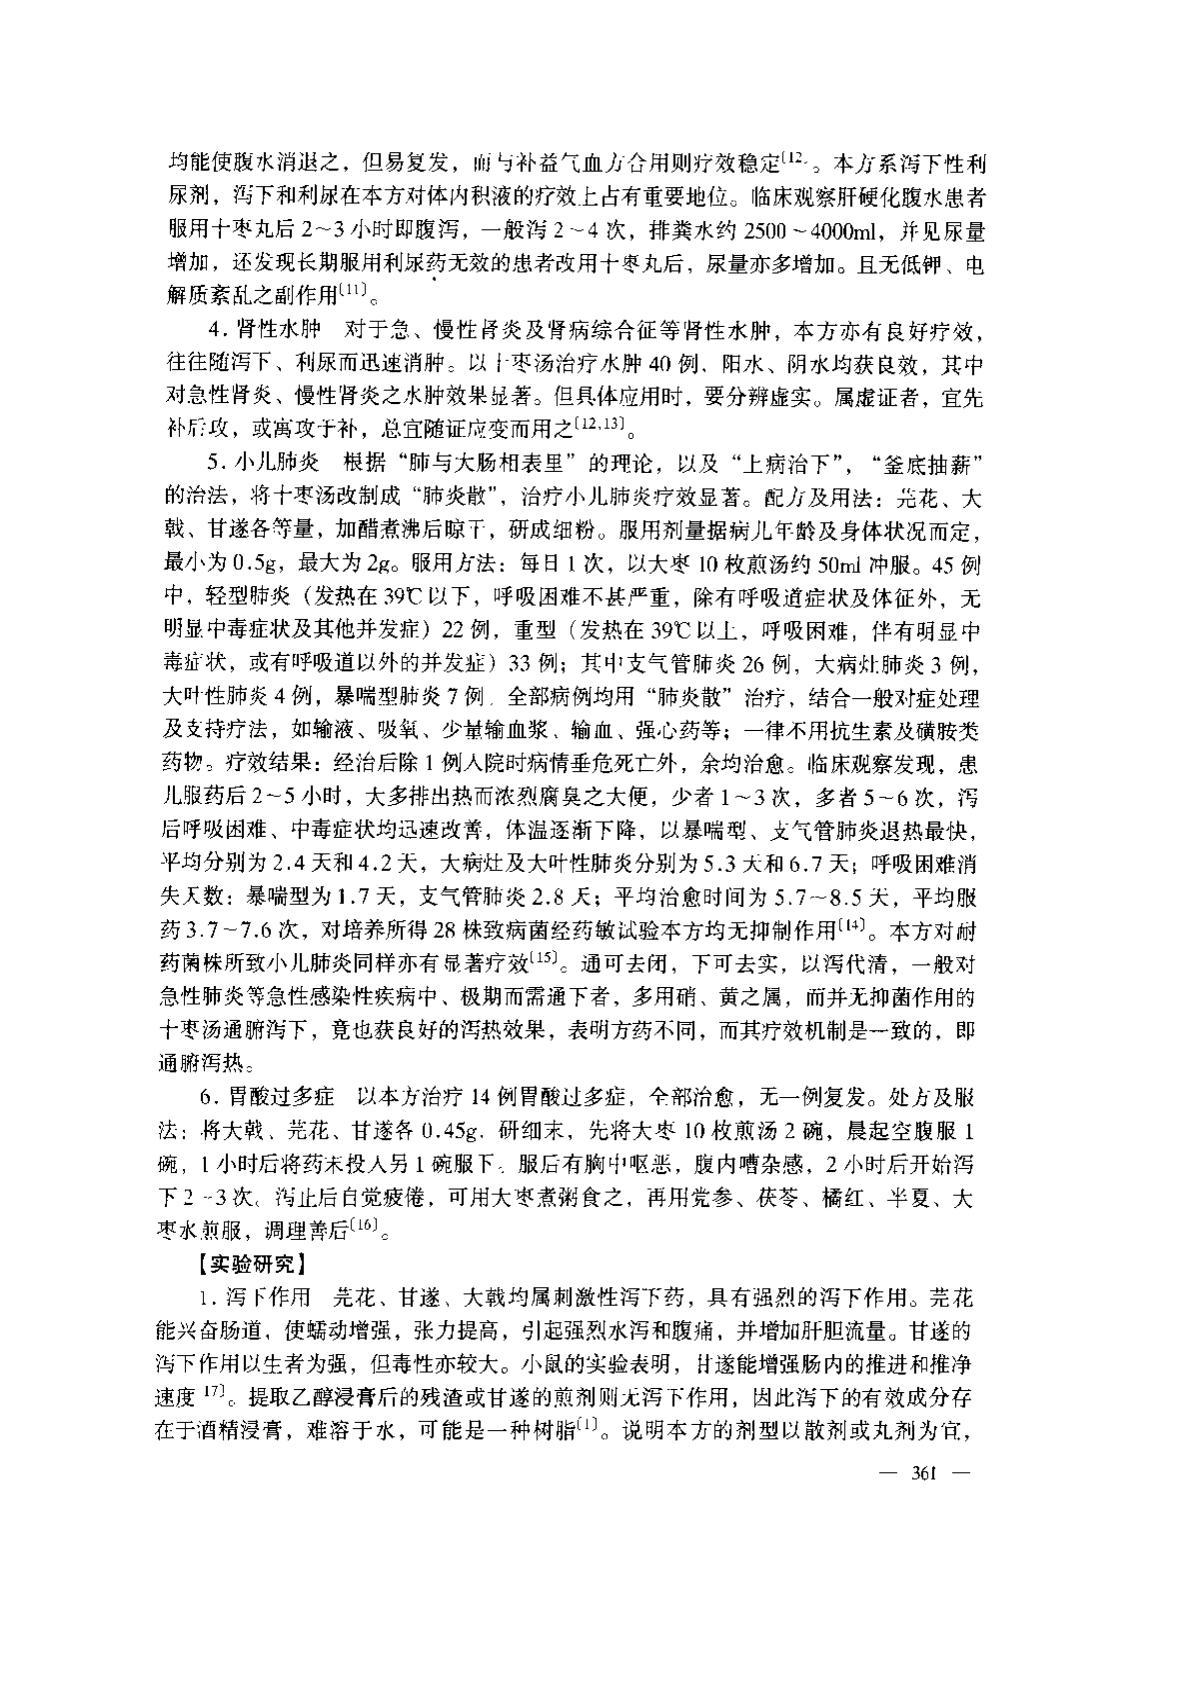 均能使腹水消退之，但易复发，而与补益气血方合用则疗效稳定〔12〕。本方系泻下性利
尿剂，泻下和利尿在本方对体内积液的疗效上占有重要地位。临床观察肝硬化腹水患者
服用十枣丸后2～3小时即腹泻，一般泻2～4次，排粪水约2500～4000ml，并见尿量
增加，还发现长期服用利尿药无效的患者改用十枣丸后，尿量亦多增加。且无低钾、电
解质紊乱之副作用〔11〕。
4. 肾性水肿　对于急、慢性肾炎及肾病综合征等肾性水肿，本方亦有良好疗效，
往往随泻下、利尿而迅速消肿。以十枣汤治疗水肿40例，阳水、阴水均获良效，其中
对急性肾炎、慢性肾炎之水肿效果显著。但具体应用时，要分辨虚实。属虚证者，宜先
补后攻，或寓攻于补，总宜随证应变而用之〔12,13〕。
5. 小儿肺炎　根据“肺与大肠相表里”的理论，以及“上病治下”，“釜底抽薪”
的治法，将十枣汤改制成“肺炎散”，治疗小儿肺炎疗效显著。配方及用法：芫花、大
戟、甘遂各等量，加醋煮沸后晾干，研成细粉。服用剂量据病儿年龄及身体状况而定，
最小为0.5g，最大为2g。服用方法：每日1次，以大枣10枚煎汤约50ml冲服。45例
中，轻型肺炎（发热在39℃以下，呼吸困难不甚严重，除有呼吸道症状及体征外，无
明显中毒症状及其他并发症）22例，重型（发热在39℃以上，呼吸困难，伴有明显中
毒症状，或有呼吸道以外的并发症）33例；其中支气管肺炎26例，大病灶肺炎3例，
大叶性肺炎4例，暴喘型肺炎7例．全部病例均用“肺炎散”治疗，结合一般对症处理
及支持疗法，如输液、吸氧、少量输血浆、输血、强心药等；一律不用抗生素及磺胺类
药物。疗效结果：经治后除1例入院时病情垂危死亡外，余均治愈。临床观察发现，患
儿服药后2～5小时，大多排出热而浓烈腐臭之大便，少者1～3次，多者5～6次，泻
后呼吸困难、中毒症状均迅速改善，体温逐渐下降，以暴喘型、支气管肺炎退热最快，
平均分别为2.4天和4.2天，大病灶及大叶性肺炎分别为5.3天和6.7天；呼吸困难消
失天数：暴喘型为1.7天，支气管肺炎2.8天；平均治愈时间为5.7～8.5天，平均服
药3.7～7.6次，对培养所得28株致病菌经药敏试验本方均无抑制作用〔14〕。本方对耐
药菌株所致小儿肺炎同样亦有显著疗效〔15〕。通可去闭，下可去实，以泻代清，一般对
急性肺炎等急性感染性疾病中、极期而需通下者，多用硝、黄之属，而并无抑菌作用的
十枣汤通腑泻下，竟也获良好的泻热效果，表明方药不同，而其疗效机制是一致的，即
通腑泻热。
6. 胃酸过多症　以本方治疗14例胃酸过多症，全部治愈，无一例复发。处方及服
法：将大戟、芫花、甘遂各0.45g．研细末，先将大枣10枚煎汤2碗，晨起空腹服1
碗，1小时后将药末投入另1碗服下。服后有胸中呕恶，腹内嘈杂感，2小时后开始泻
下2～3次。泻止后自觉疲倦，可用大枣煮粥食之，再用党参、茯苓、橘红、半夏、大
枣水煎服，调理善后〔16〕。
【实验研究】
1. 泻下作用　芫花、甘遂、大戟均属刺激性泻下药，具有强烈的泻下作用。芫花
能兴奋肠道，使蠕动增强，张力提高，引起强烈水泻和腹痛，并增加肝胆流量。甘遂的
泻下作用以生者为强，但毒性亦较大。小鼠的实验表明，甘遂能增强肠内的推进和推净
速度〔17〕。提取乙醇浸膏后的残渣或甘遂的煎剂则无泻下作用，因此泻下的有效成分存
在于酒精浸膏，难溶于水，可能是一种树脂〔1〕。说明本方的剂型以散剂或丸剂为宜，
— 361 —